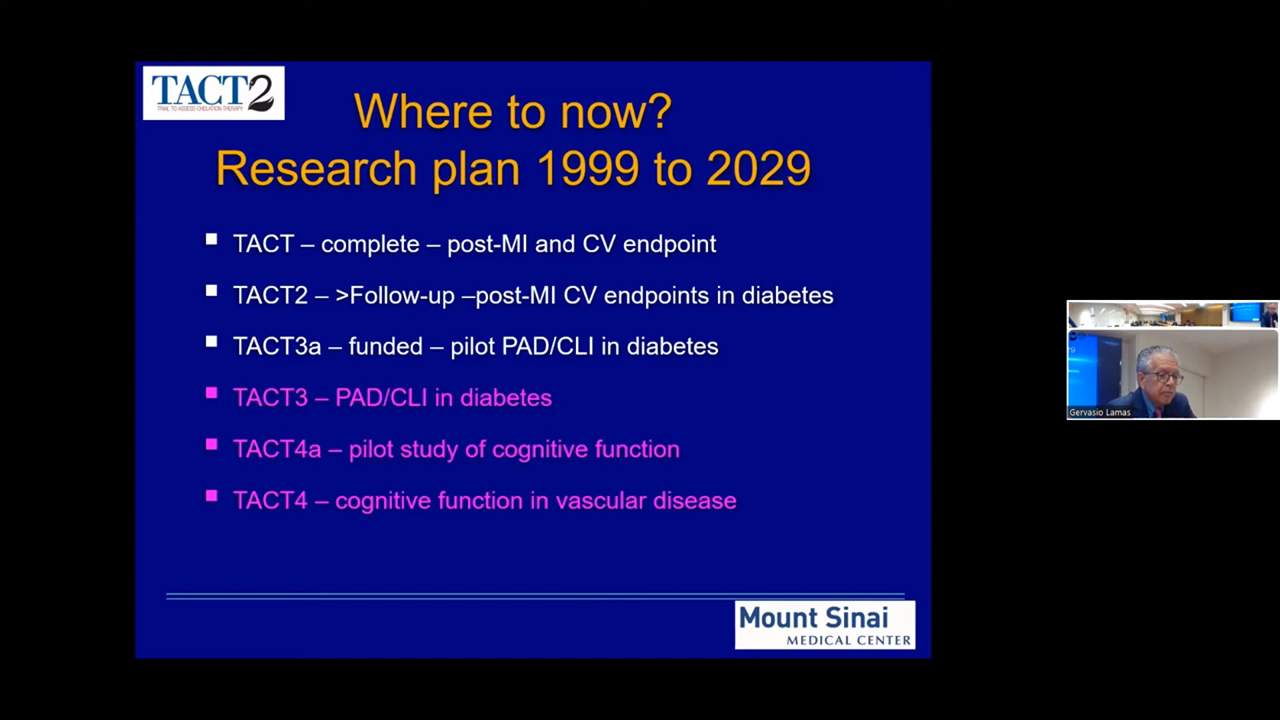 TACT2
TRIAL TO ASSESS CHELATION THERAPY
Where to now?
Research plan 1999 to 2029
TACT – complete – post-MI and CV endpoint
TACT2 – >Follow-up –post-MI CV endpoints in diabetes
TACT3a – funded – pilot PAD/CLI in diabetes
TACT3 – PAD/CLI in diabetes
TACT4a – pilot study of cognitive function
TACT4 – cognitive function in vascular disease
Mount Sinai
MEDICAL CENTER
Gervasio Lamas